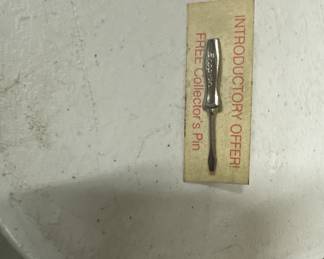 INTRODUCTORY OFFER!
FREE Collector's Pin